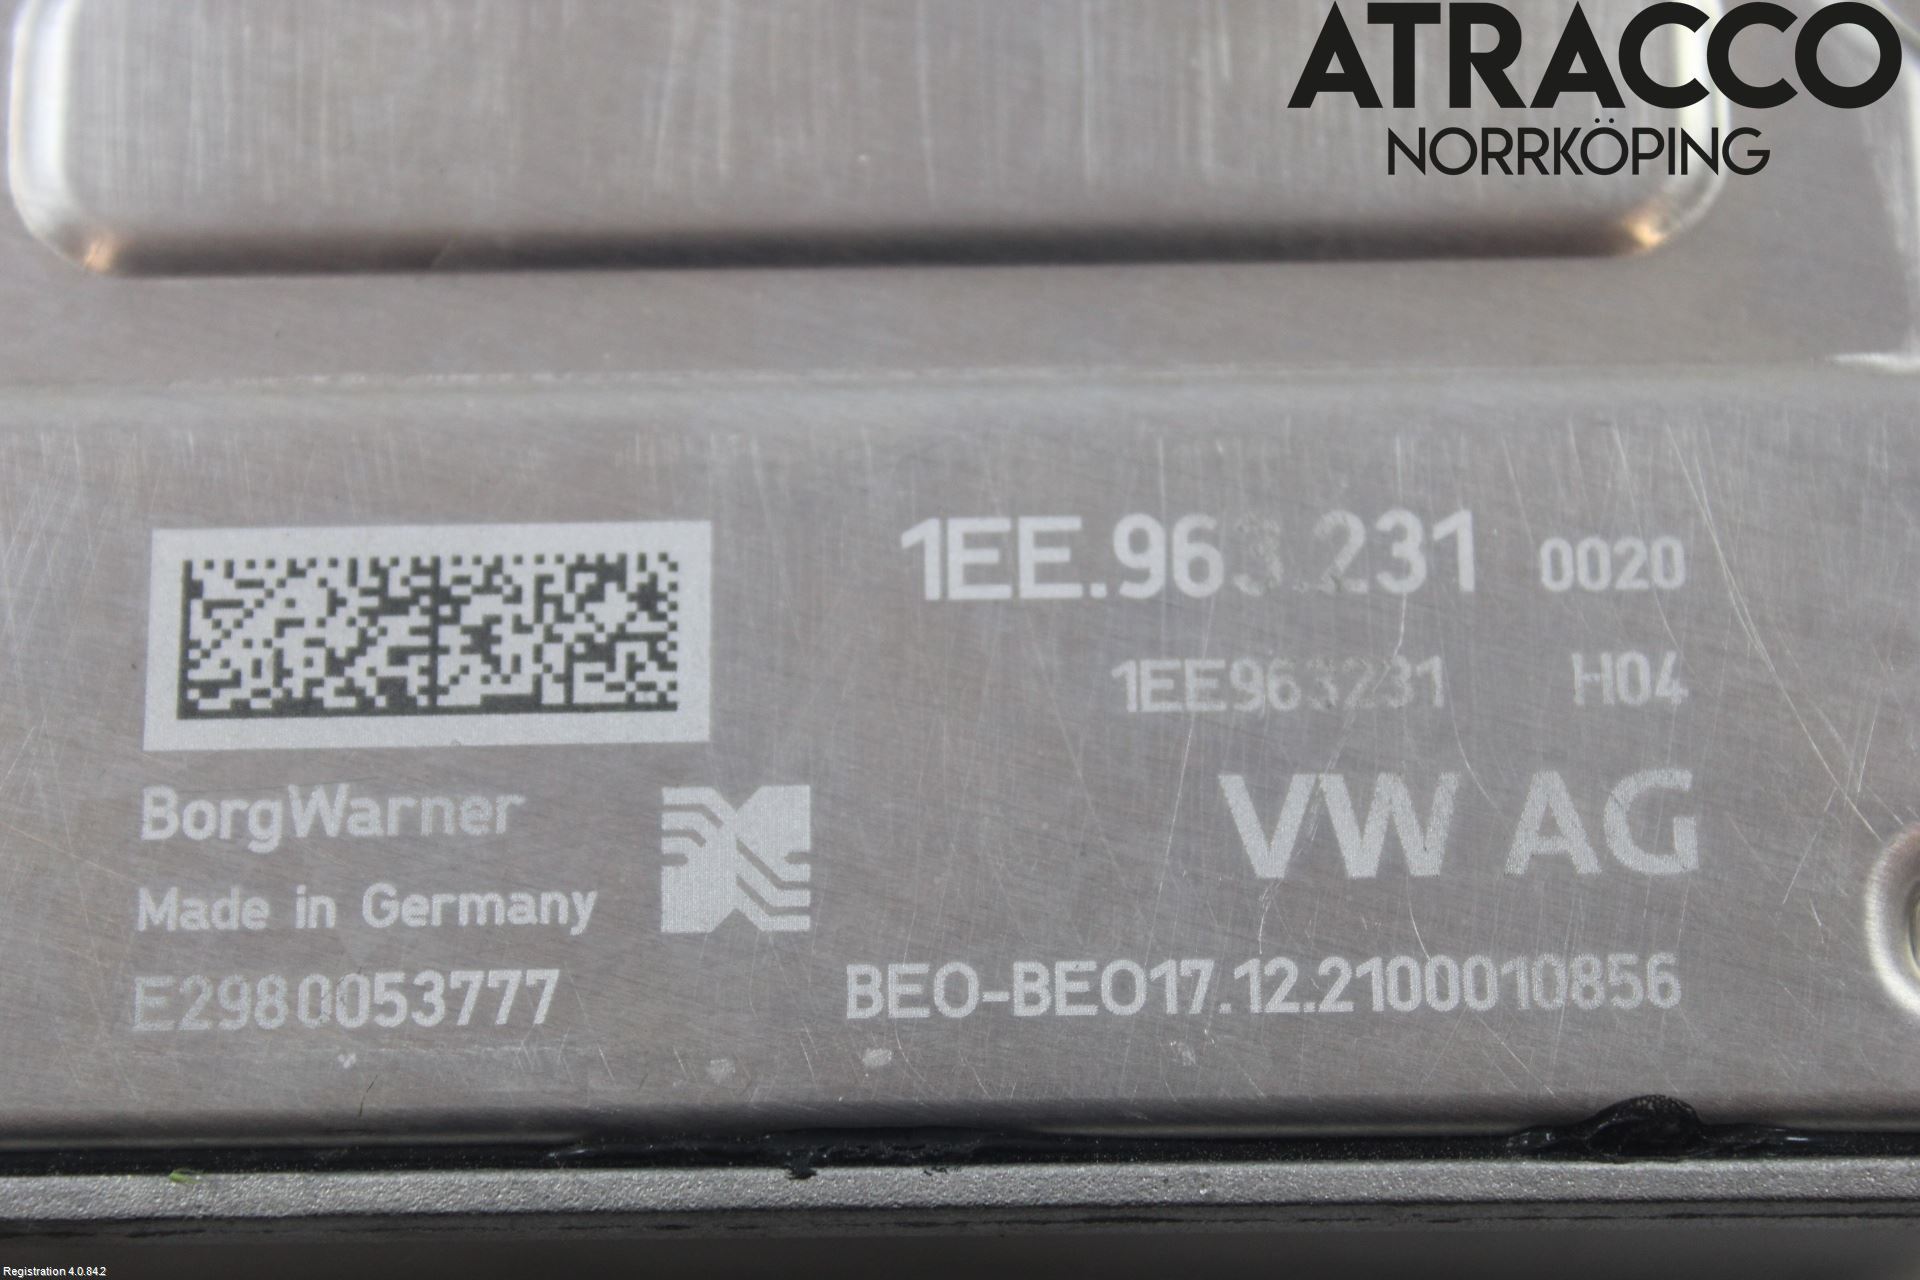 ATRACCO
NORRKÖPING
1EE.963.231 0020
1EE963231 H04
VW AG
BorgWarner
Made in Germany
E2980053777
BEO-BEO17.12.2100010856
Registration 4.0.84.2